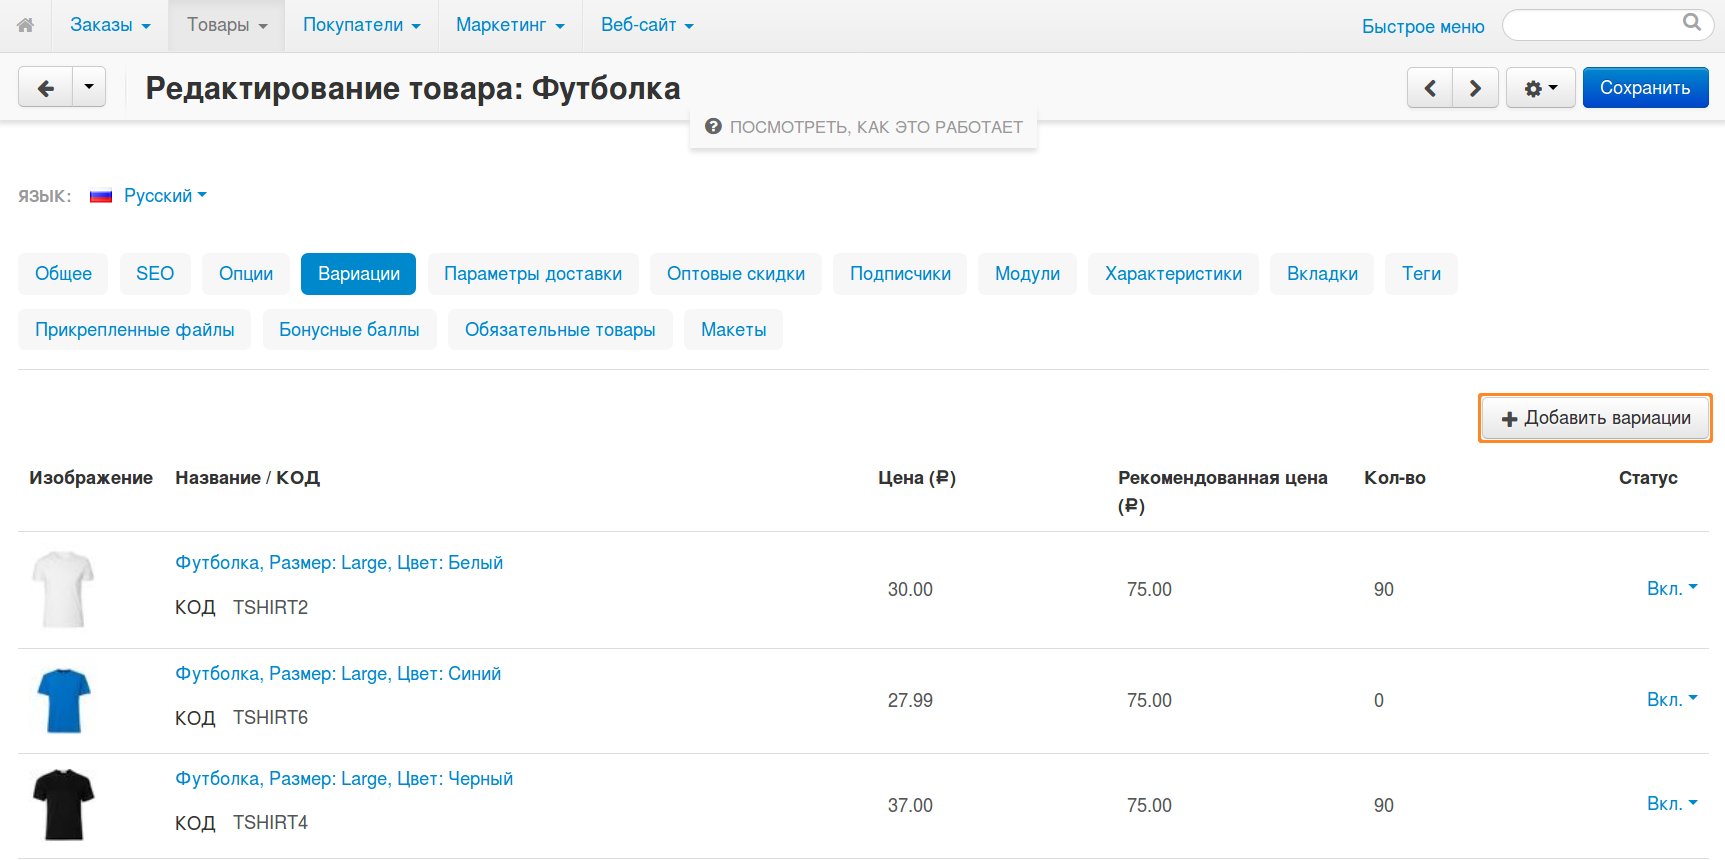 Заказы Товары Покупатели Маркетинг Веб-сайт Быстрое меню
Редактирование товара: Футболка Сохранить
ПОСМОТРЕТЬ, КАК ЭТО РАБОТАЕТ
ЯЗЫК: Русский
Общее SEO Опции Вариации Параметры доставки Оптовые скидки Подписчики Модули Характеристики Вкладки Теги
Прикрепленные файлы Бонусные баллы Обязательные товары Макеты
Добавить вариации
Изображение Название / КОД Цена (₽) Рекомендованная цена (₽) Кол-во Статус
Футболка, Размер: Large, Цвет: Белый
КОД TSHIRT2 30.00 75.00 90 Вкл.
Футболка, Размер: Large, Цвет: Синий
КОД TSHIRT6 27.99 75.00 0 Вкл.
Футболка, Размер: Large, Цвет: Черный
КОД TSHIRT4 37.00 75.00 90 Вкл.